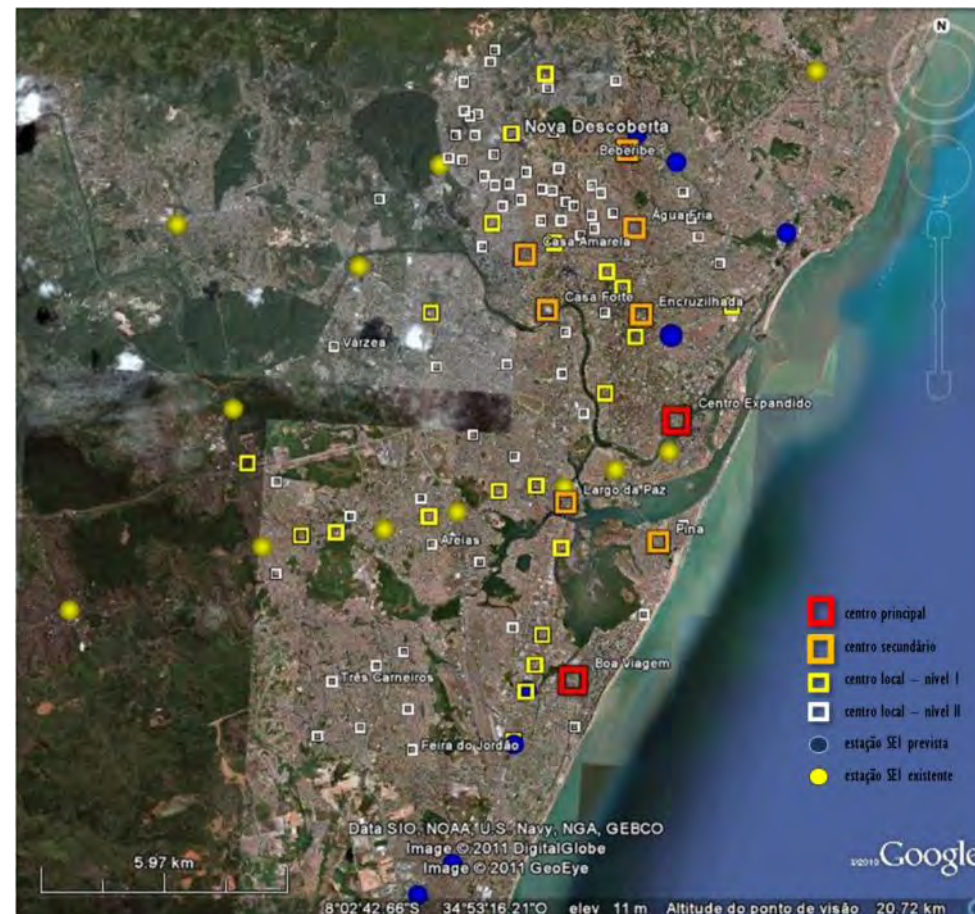 N
Nova Descoberta
Beberibe
Água Fria
Casa Amarela
Casa Forte
Encruzilhada
Várzea
Centro Expandido
Largo da Paz
Pina
Areias
centro principal
centro secundário
Boa Viagem
Três Carneiros
centro local – nível I
centro local – nível II
Feira do Jordão
estação SEI prevista
estação SEI existente
Data SIO, NOAA, U.S. Navy, NGA, GEBCO
Image © 2011 DigitalGlobe
Image © 2011 GeoEye
5.97 km
©2010 Google
8°02'42.66"S 34°53'16.21"O elev 11 m Altitude do ponto de visão 20.72 km